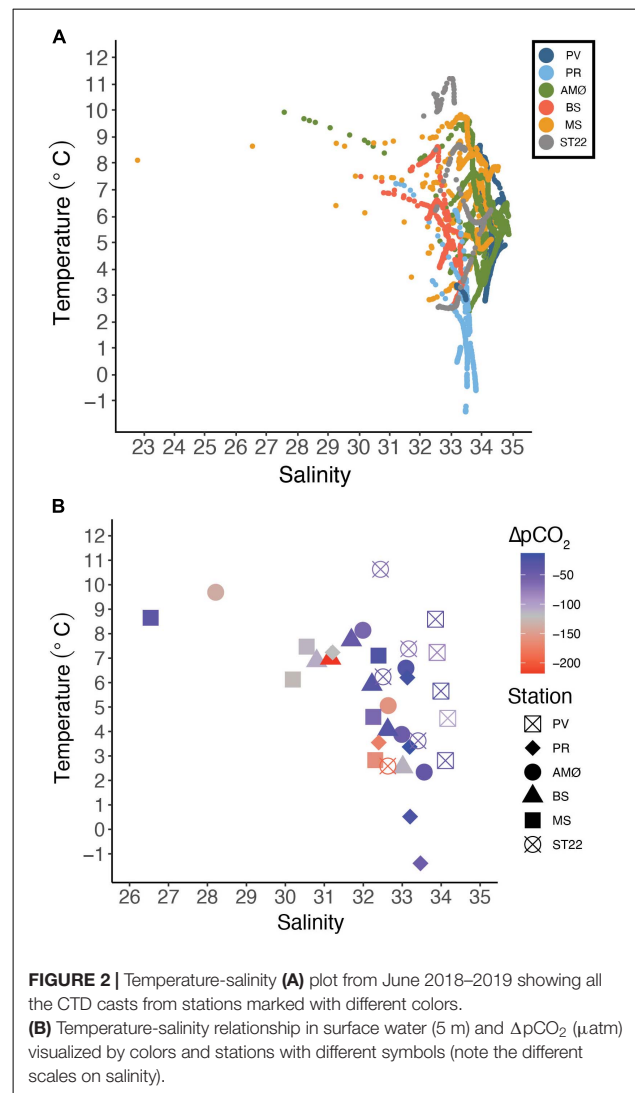 A
12
11
10
9
8
7
6
5
4
3
2
1
0
−1
Temperature (°C)
23 24 25 26 27 28 29 30 31 32 33 34 35
Salinity
PV
PR
AMØ
BS
MS
ST22
B
12
11
10
9
8
7
6
5
4
3
2
1
0
−1
Temperature (°C)
26 27 28 29 30 31 32 33 34 35
Salinity
ΔpCO₂
−50
−100
−150
−200
Station
PV
PR
AMØ
BS
MS
ST22
FIGURE 2 | Temperature-salinity (A) plot from June 2018–2019 showing all
the CTD casts from stations marked with different colors.
(B) Temperature-salinity relationship in surface water (5 m) and ΔpCO₂ (μatm)
visualized by colors and stations with different symbols (note the different
scales on salinity).